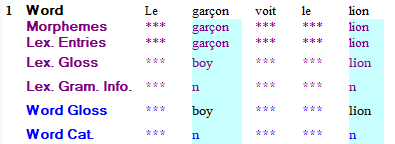 1 Word Le garçon voit le lion
Morphemes *** garçon *** *** lion
Lex. Entries *** garçon *** *** lion
Lex. Gloss *** boy *** *** lion
Lex. Gram. Info. *** n *** *** n
Word Gloss *** boy *** *** lion
Word Cat. *** n *** *** n